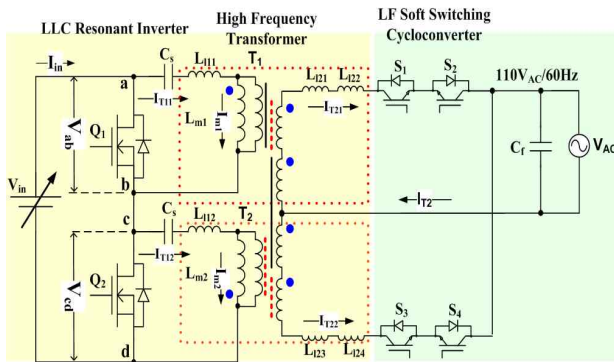 LLC Resonant Inverter
High Frequency
Transformer
LF Soft Switching
Cycloconverter
Iin
a
Cs
Ll11
T1
Ll21
Ll22
S1
S2
110VAC/60Hz
IT11
Lm1
Im1
IT21
Q1
Vab
Cf
VAC
Vin
b
IT2
c
Cs
Ll12
T2
IT12
Lm2
Im2
Q2
Vcd
IT22
S3
S4
d
Ll23
Ll24